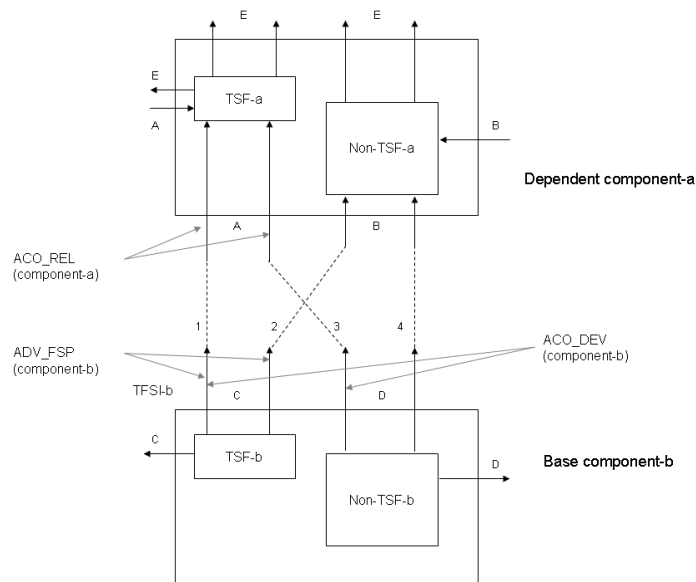 E
E
E
TSF-a
A
Non-TSF-a
B
Dependent component-a
A
B
ACO_REL
(component-a)
1
2
3
4
ADV_FSP
(component-b)
ACO_DEV
(component-b)
TFSI-b
C
D
C
TSF-b
Base component-b
D
Non-TSF-b